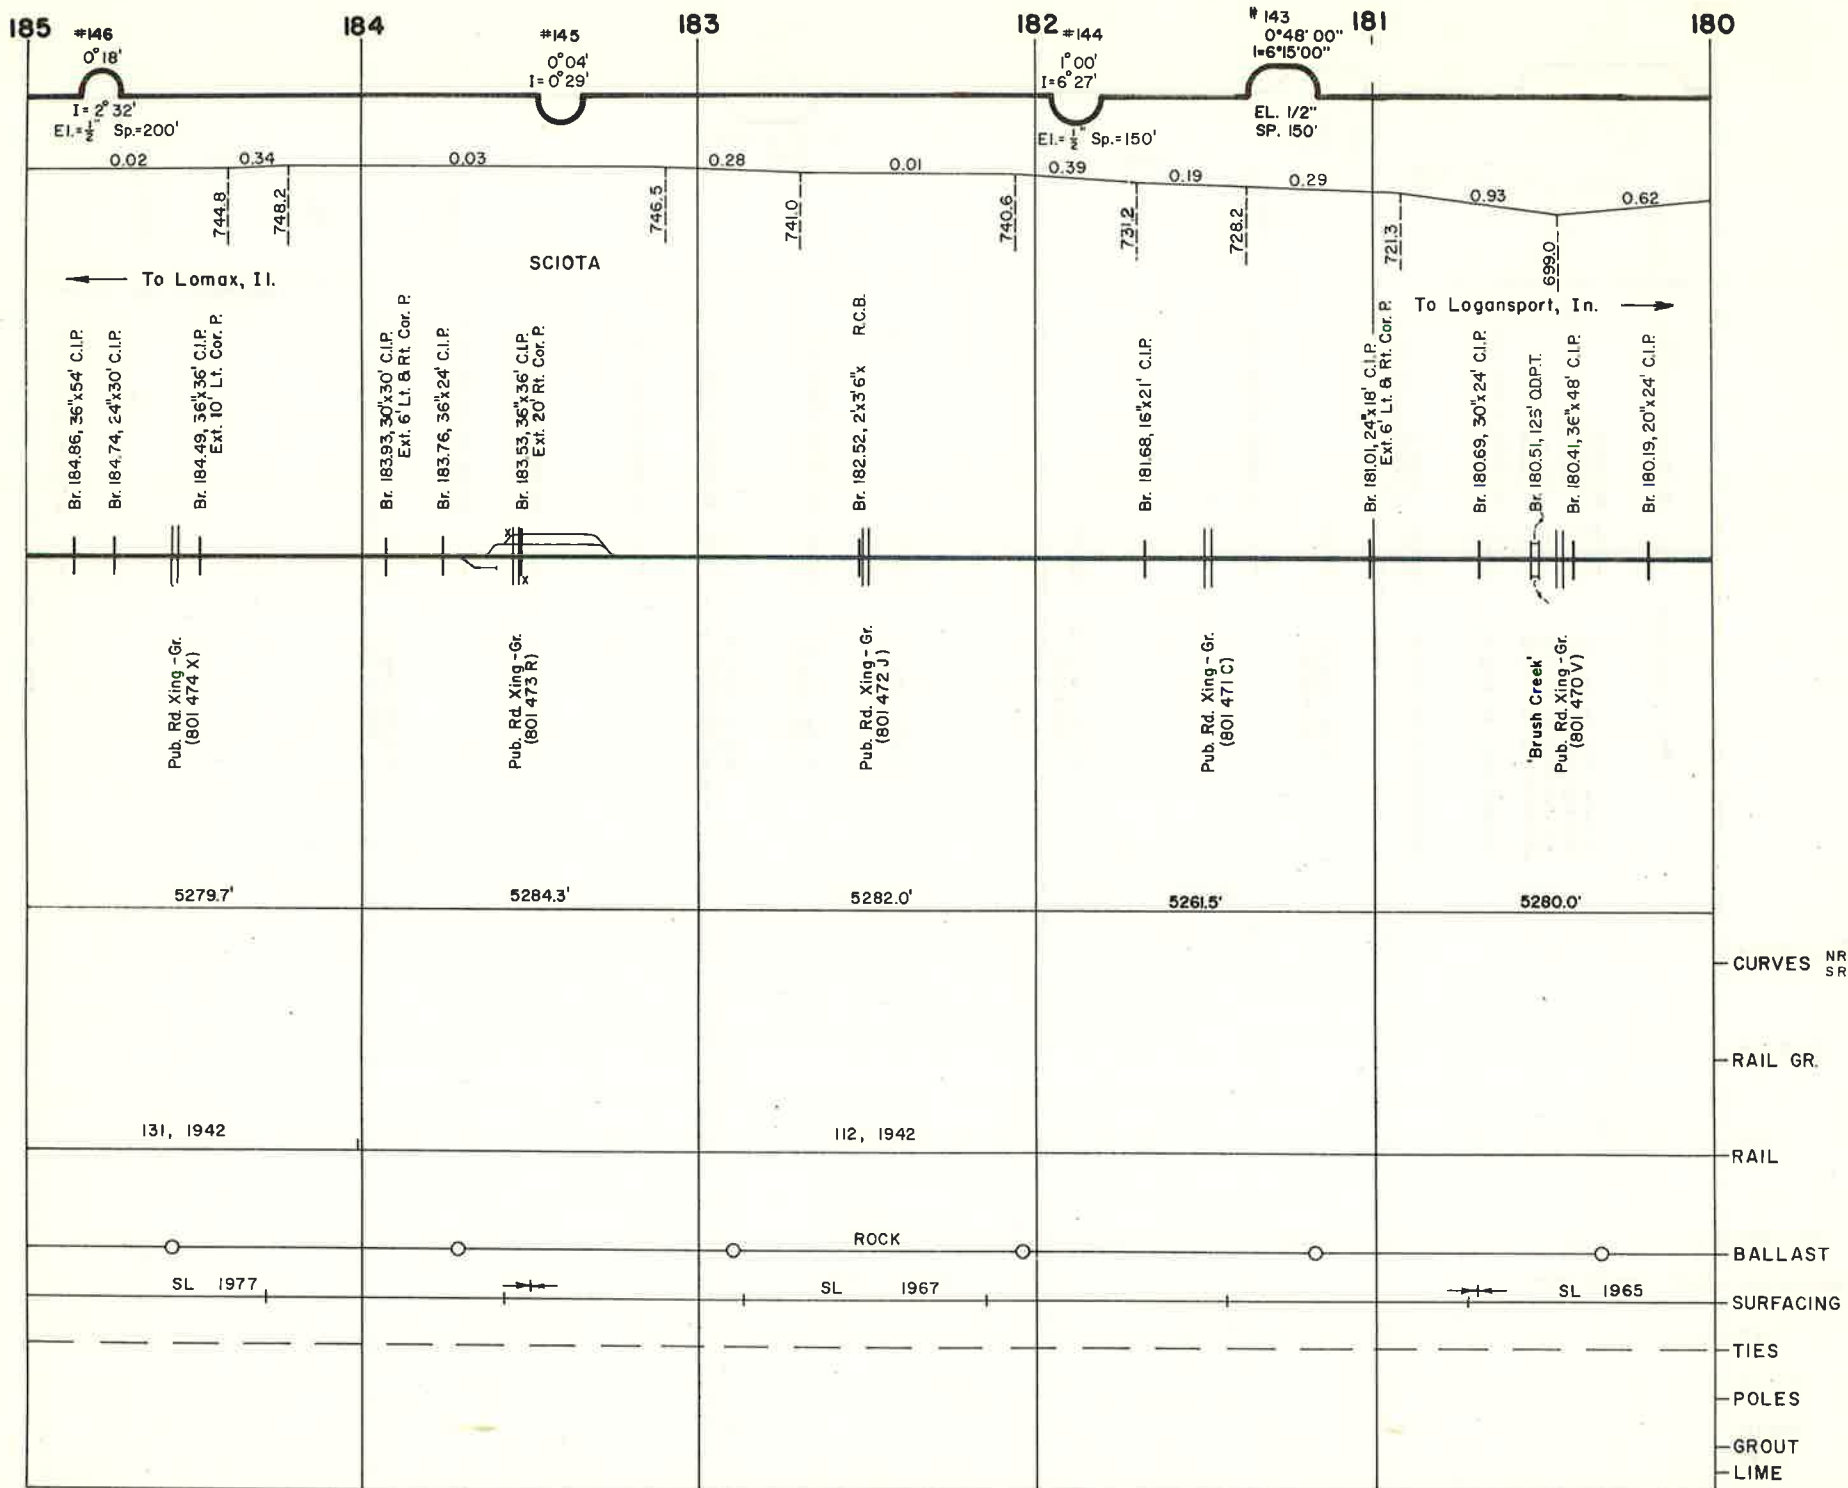 185
184
183
182
181
180
#146
0°18'
I = 2° 32'
El.=½" Sp.=200'
#145
0°04'
I = 0°29'
#144
1°00'
I=6°27'
El.=½" Sp.=150'
# 143
0°48' 00"
I=6°15'00"
EL. 1/2"
SP. 150'
0.02
0.34
0.03
0.28
0.01
0.39
0.19
0.29
0.93
0.62
744.8
748.2
746.5
741.0
740.6
731.2
728.2
721.3
699.0
SCIOTA
To Lomax, Il.
To Logansport, In.
Br. 184.86, 36"x54' C.I.P.
Br. 184.74, 24"x30' C.I.P.
Br. 184.49, 36"x36' C.I.P.
Ext. 10' Lt. Cor. P.
Br. 183.93, 30"x30' C.I.P.
Ext. 6' Lt. & Rt. Cor. P.
Br. 183.76, 36"x24' C.I.P.
Br. 183.53, 36"x36' C.I.P.
Ext. 20' Rt. Cor. P.
Br. 182.52, 2'x3'6"x R.C.B.
Br. 181.68, 16"x21' C.I.P.
Br. 181.01, 24"x18' C.I.P.
Ext. 6' Lt. & Rt. Cor. P.
Br. 180.69, 30"x24' C.I.P.
Br. 180.51, 125' O.D.P.T.
Br. 180.41, 36"x48' C.I.P.
Br. 180.19, 20"x24' C.I.P.
x
x
Pub. Rd. Xing -Gr.
(801 474 X)
Pub. Rd. Xing -Gr.
(801 473 R)
Pub. Rd. Xing - Gr.
(801 472 J)
Pub. Rd. Xing - Gr.
(801 471 C)
'Brush Creek'
Pub. Rd. Xing -Gr.
(801 470 V)
5279.7'
5284.3'
5282.0'
5261.5'
5280.0'
CURVES NR
SR
RAIL GR.
131, 1942
112, 1942
RAIL
ROCK
BALLAST
SL 1977
SL 1967
SL 1965
SURFACING
TIES
POLES
GROUT
LIME